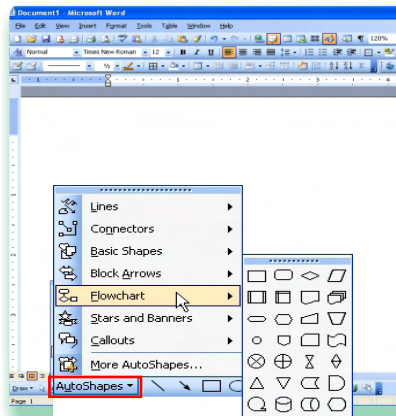 Document1 - Microsoft Word
File Edit View Insert Format Tools Table Window Help
120%
Normal Times New Roman 12 B I U
Lines
Connectors
Basic Shapes
Block Arrows
Flowchart
Stars and Banners
Callouts
More AutoShapes...
Draw AutoShapes
Page 1